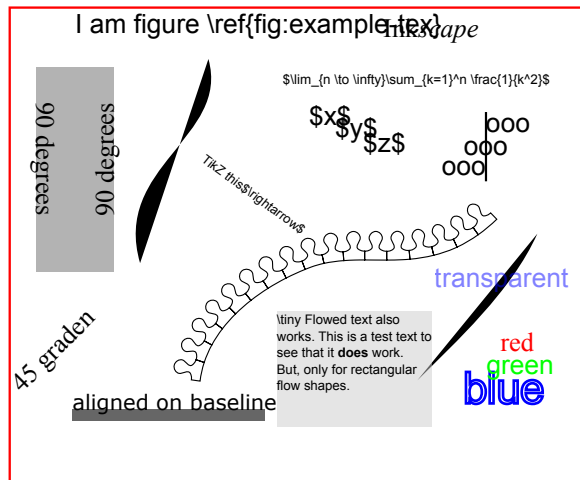 I am figure \ref{fig:example-tex}
Inkscape
$\lim_{n \to \infty}\sum_{k=1}^n \frac{1}{k^2}$
90 degrees
90 degrees
$x$
$y$
$z$
ooo
ooo
ooo
TikZ this$\rightarrow$
transparent
\tiny Flowed text also
works. This is a test text to
see that it does work.
But, only for rectangular
flow shapes.
45 graden
red
green
blue
aligned on baseline